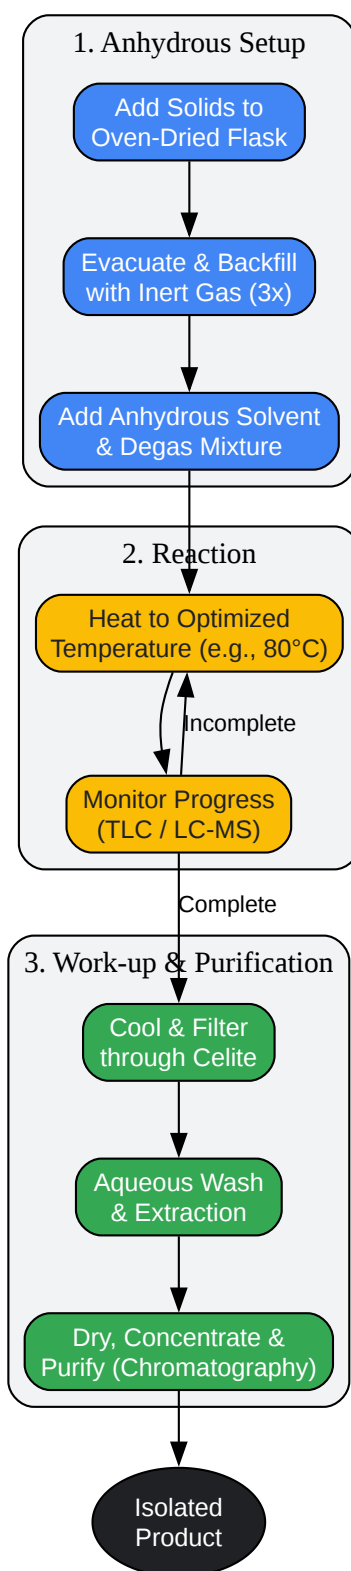 1. Anhydrous Setup
Add Solids to
Oven-Dried Flask
Evacuate & Backfill
with Inert Gas (3x)
Add Anhydrous Solvent
& Degas Mixture
2. Reaction
Heat to Optimized
Temperature (e.g., 80°C)
Incomplete
Monitor Progress
(TLC / LC-MS)
Complete
3. Work-up & Purification
Cool & Filter
through Celite
Aqueous Wash
& Extraction
Dry, Concentrate &
Purify (Chromatography)
Isolated
Product